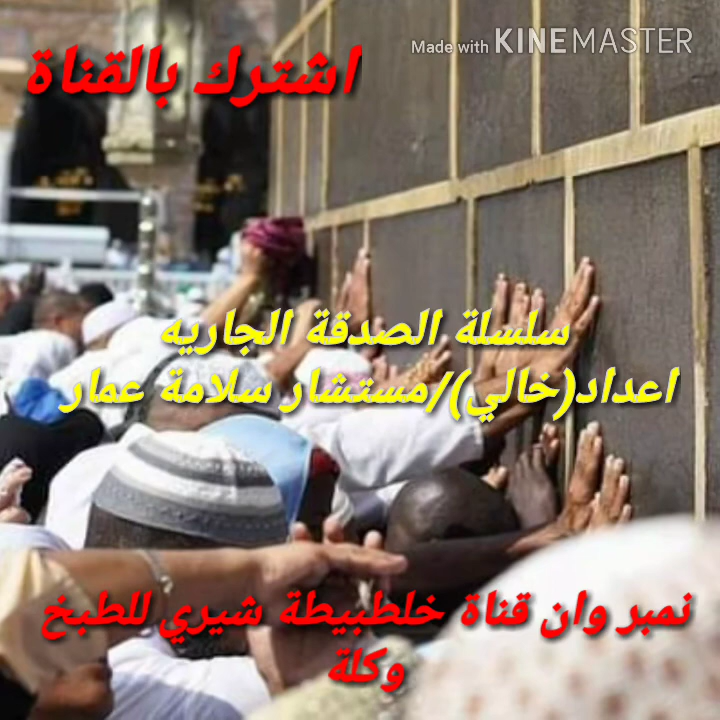 Made with KINEMASTER
اشترك بالقناة
سلسلة الصدقة الجاريه
اعداد(خالي)/مستشار سلامة عمار
نمبر وان قناة خلطبيطة شيري للطبخ
وكلة